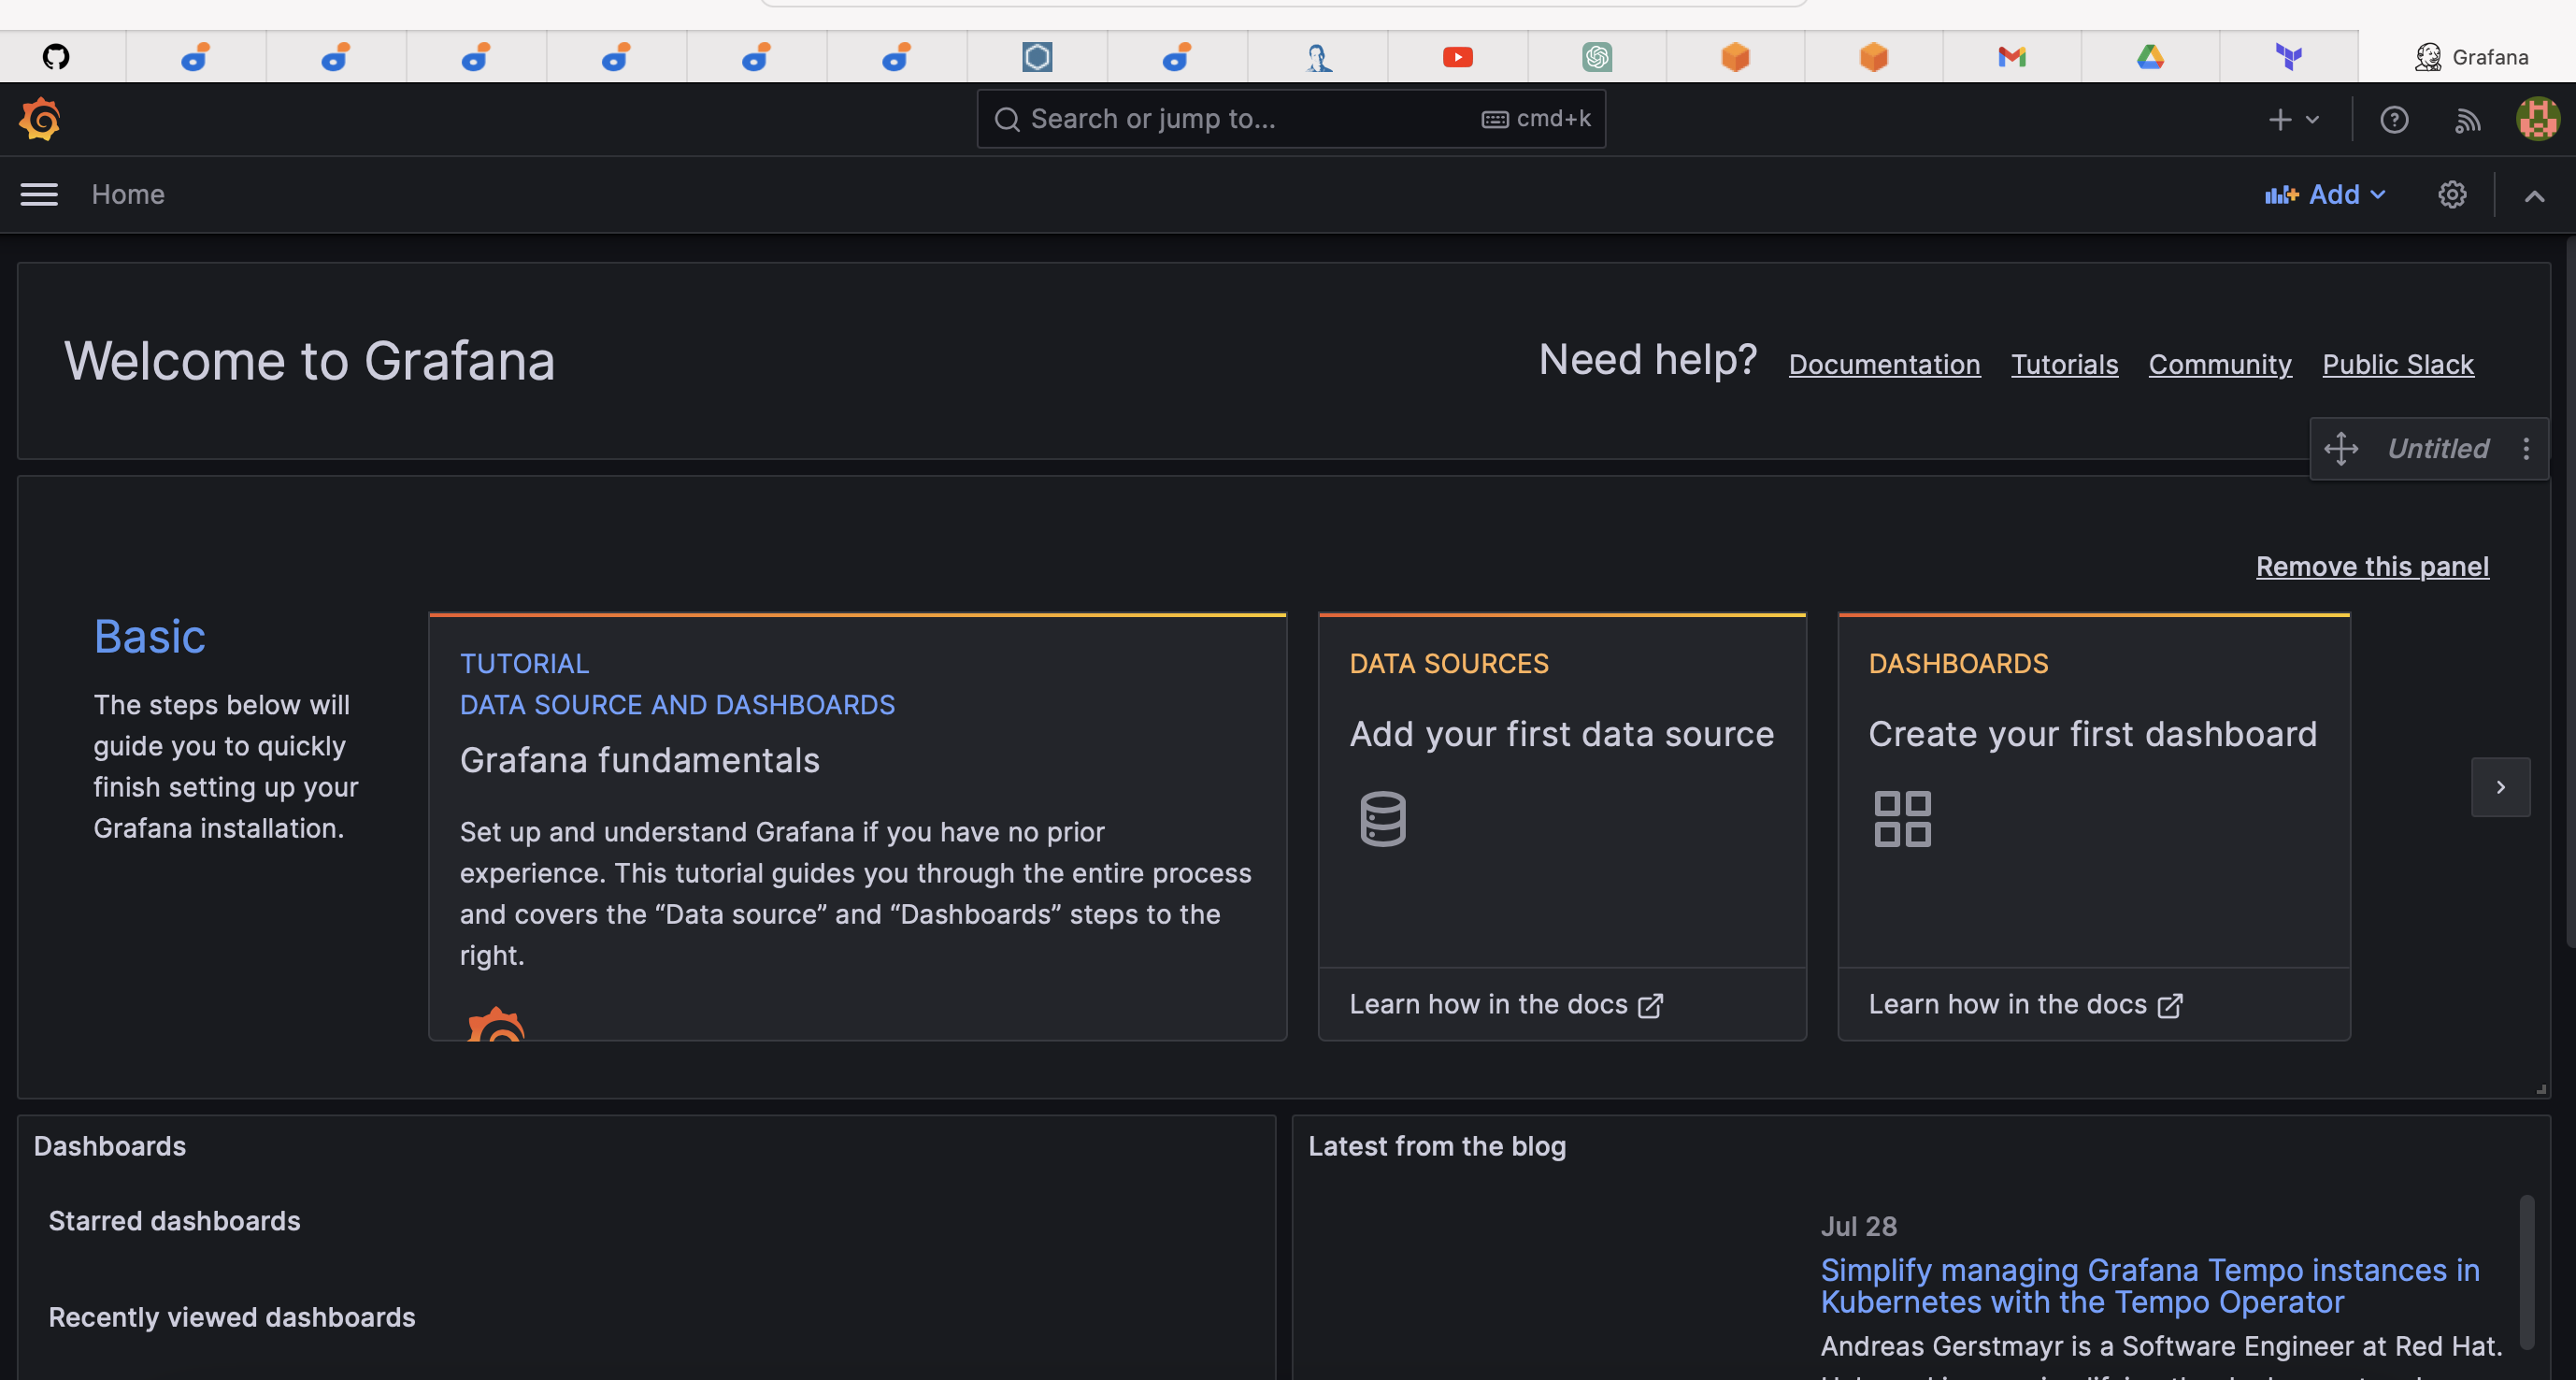 Grafana
Search or jump to...
cmd+k
Home
Add
Welcome to Grafana
Need help?
Documentation
Tutorials
Community
Public Slack
Untitled
Remove this panel
Basic
The steps below will
guide you to quickly
finish setting up your
Grafana installation.
TUTORIAL
DATA SOURCE AND DASHBOARDS
Grafana fundamentals
Set up and understand Grafana if you have no prior
experience. This tutorial guides you through the entire process
and covers the “Data source” and “Dashboards” steps to the
right.
DATA SOURCES
Add your first data source
Learn how in the docs
DASHBOARDS
Create your first dashboard
Learn how in the docs
Dashboards
Starred dashboards
Recently viewed dashboards
Latest from the blog
Jul 28
Simplify managing Grafana Tempo instances in
Kubernetes with the Tempo Operator
Andreas Gerstmayr is a Software Engineer at Red Hat.